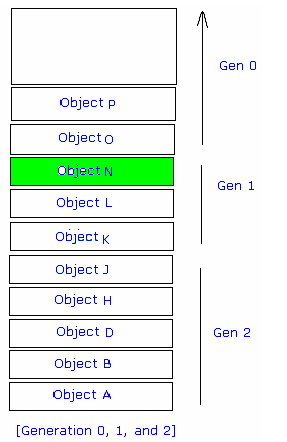 Gen 0
Object P
Object O
Object N
Gen 1
Object L
Object K
Object J
Object H
Object D
Gen 2
Object B
Object A
[Generation 0, 1, and 2]